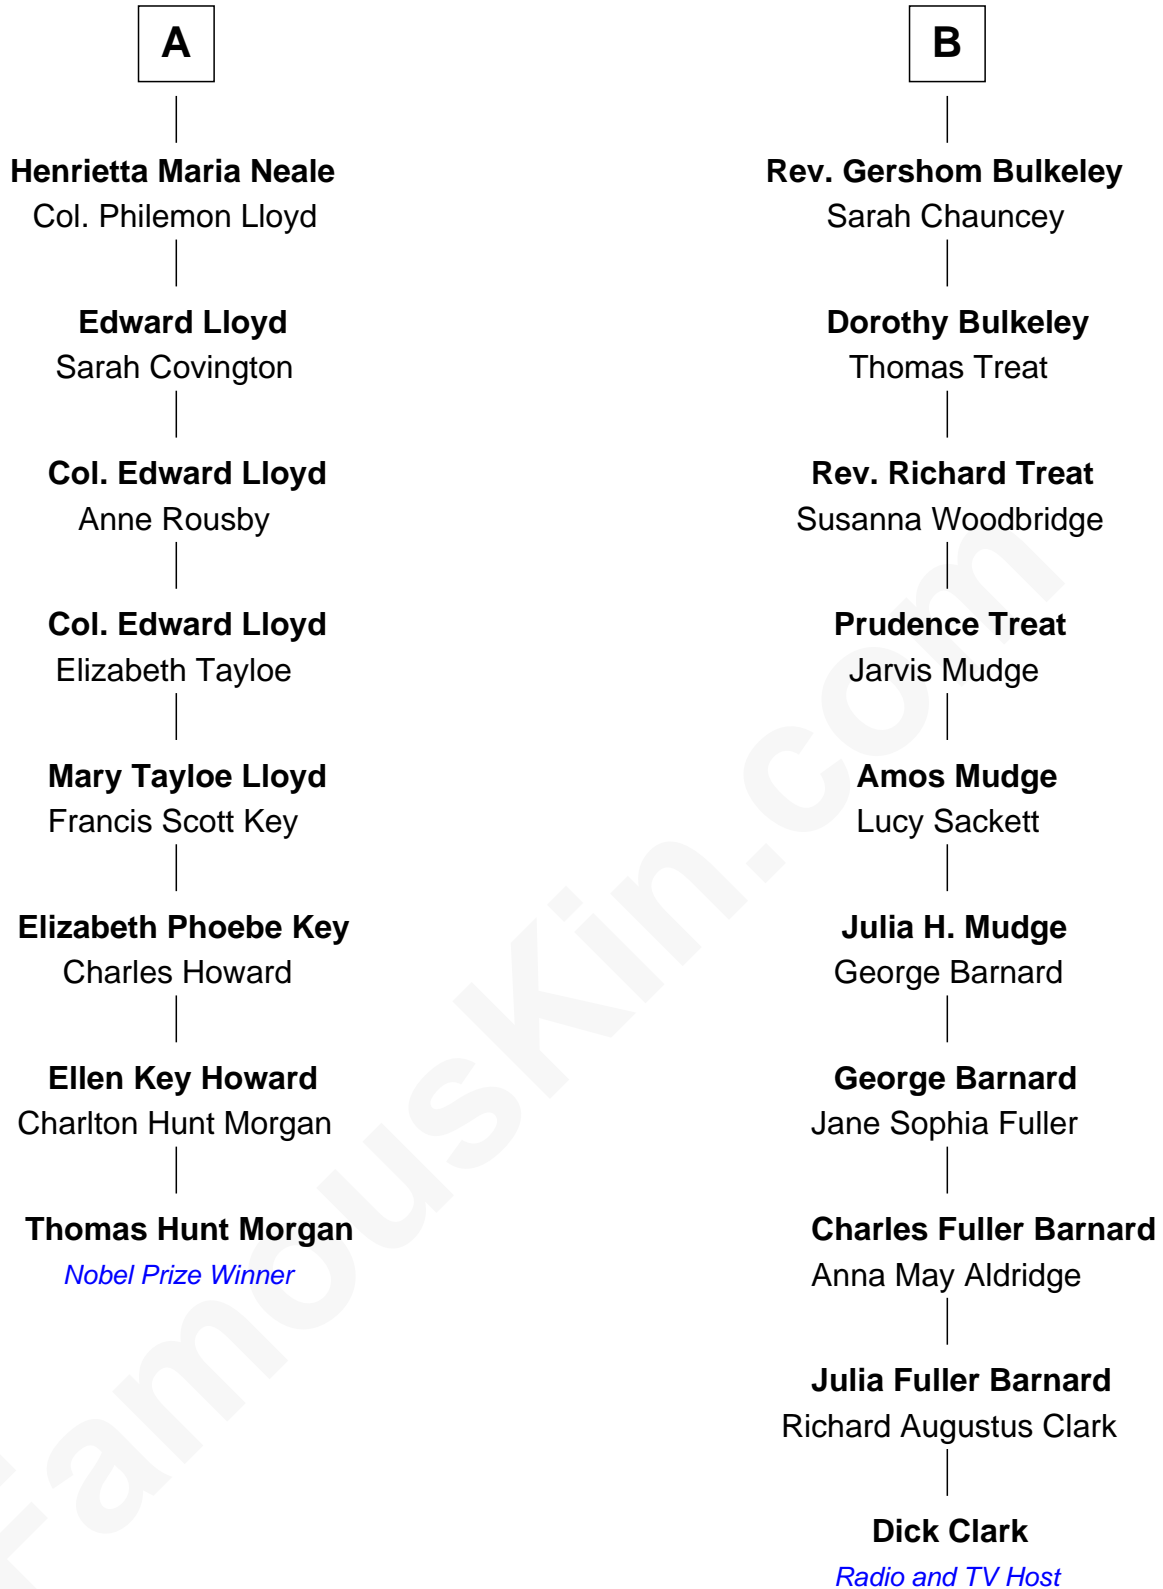 A
Henrietta Maria Neale
Col. Philemon Lloyd
Edward Lloyd
Sarah Covington
Col. Edward Lloyd
Anne Rousby
Col. Edward Lloyd
Elizabeth Tayloe
Mary Tayloe Lloyd
Francis Scott Key
Elizabeth Phoebe Key
Charles Howard
Ellen Key Howard
Charlton Hunt Morgan
Thomas Hunt Morgan
Nobel Prize Winner
B
Rev. Gershom Bulkeley
Sarah Chauncey
Dorothy Bulkeley
Thomas Treat
Rev. Richard Treat
Susanna Woodbridge
Prudence Treat
Jarvis Mudge
Amos Mudge
Lucy Sackett
Julia H. Mudge
George Barnard
George Barnard
Jane Sophia Fuller
Charles Fuller Barnard
Anna May Aldridge
Julia Fuller Barnard
Richard Augustus Clark
Dick Clark
Radio and TV Host
FamousKin.com